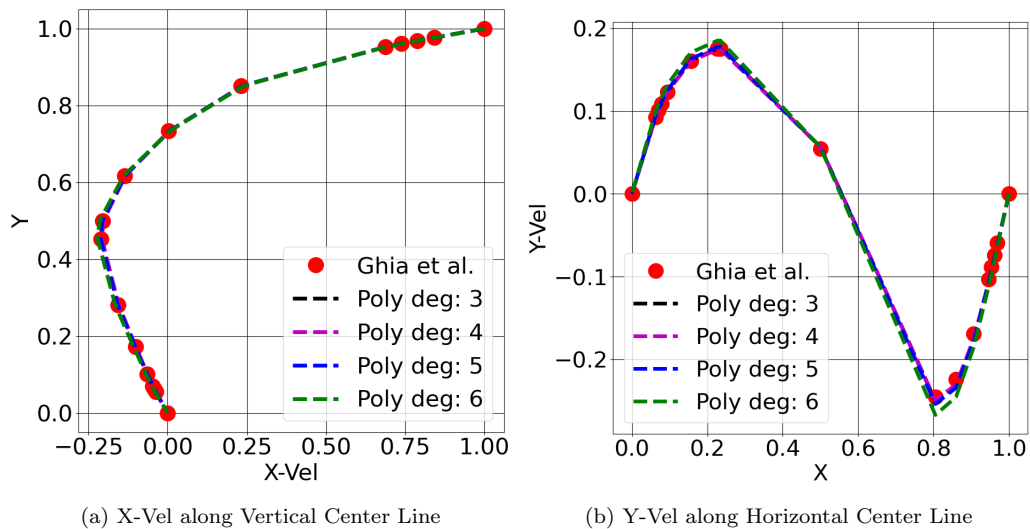 1.0
0.8
0.6
0.4
0.2
0.0
Y
Ghia et al.
Poly deg: 3
Poly deg: 4
Poly deg: 5
Poly deg: 6
−0.25 0.00 0.25 0.50 0.75 1.00
X-Vel
(a) X-Vel along Vertical Center Line
0.2
0.1
0.0
−0.1
−0.2
Y-Vel
Ghia et al.
Poly deg: 3
Poly deg: 4
Poly deg: 5
Poly deg: 6
0.0 0.2 0.4 0.6 0.8 1.0
X
(b) Y-Vel along Horizontal Center Line